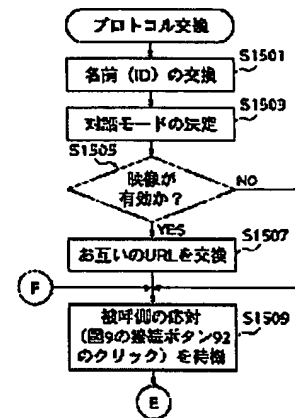 プロトコル交換
S1501
名前（ID）の交換
S1503
対話モードの決定
S1505
映像が
有効か？
NO
YES
S1507
お互いのURLを交換
F
S1509
被呼側の応対
（図9の接続ボタン92
のクリック）を待機
E